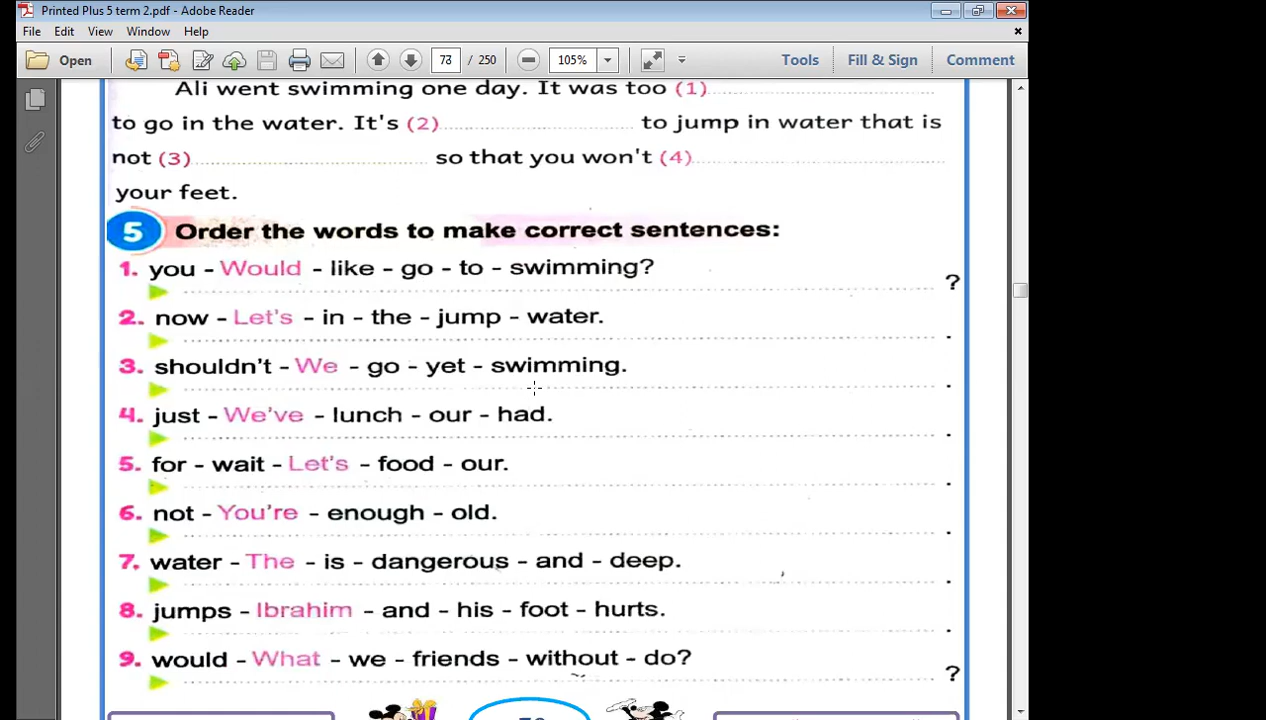 Printed Plus 5 term 2.pdf - Adobe Reader
File Edit View Window Help
Open 73 / 250 105% Tools Fill & Sign Comment
Ali went swimming one day. It was too (1)
to go in the water. It's (2) to jump in water that is
not (3) so that you won't (4)
your feet.
5 Order the words to make correct sentences:
1. you - Would - like - go - to - swimming?
?
2. now - Let's - in - the - jump - water.
.
3. shouldn't - We - go - yet - swimming.
.
4. just - We've - lunch - our - had.
.
5. for - wait - Let's - food - our.
.
6. not - You're - enough - old.
.
7. water - The - is - dangerous - and - deep.
.
8. jumps - Ibrahim - and - his - foot - hurts.
.
9. would - What - we - friends - without - do?
?